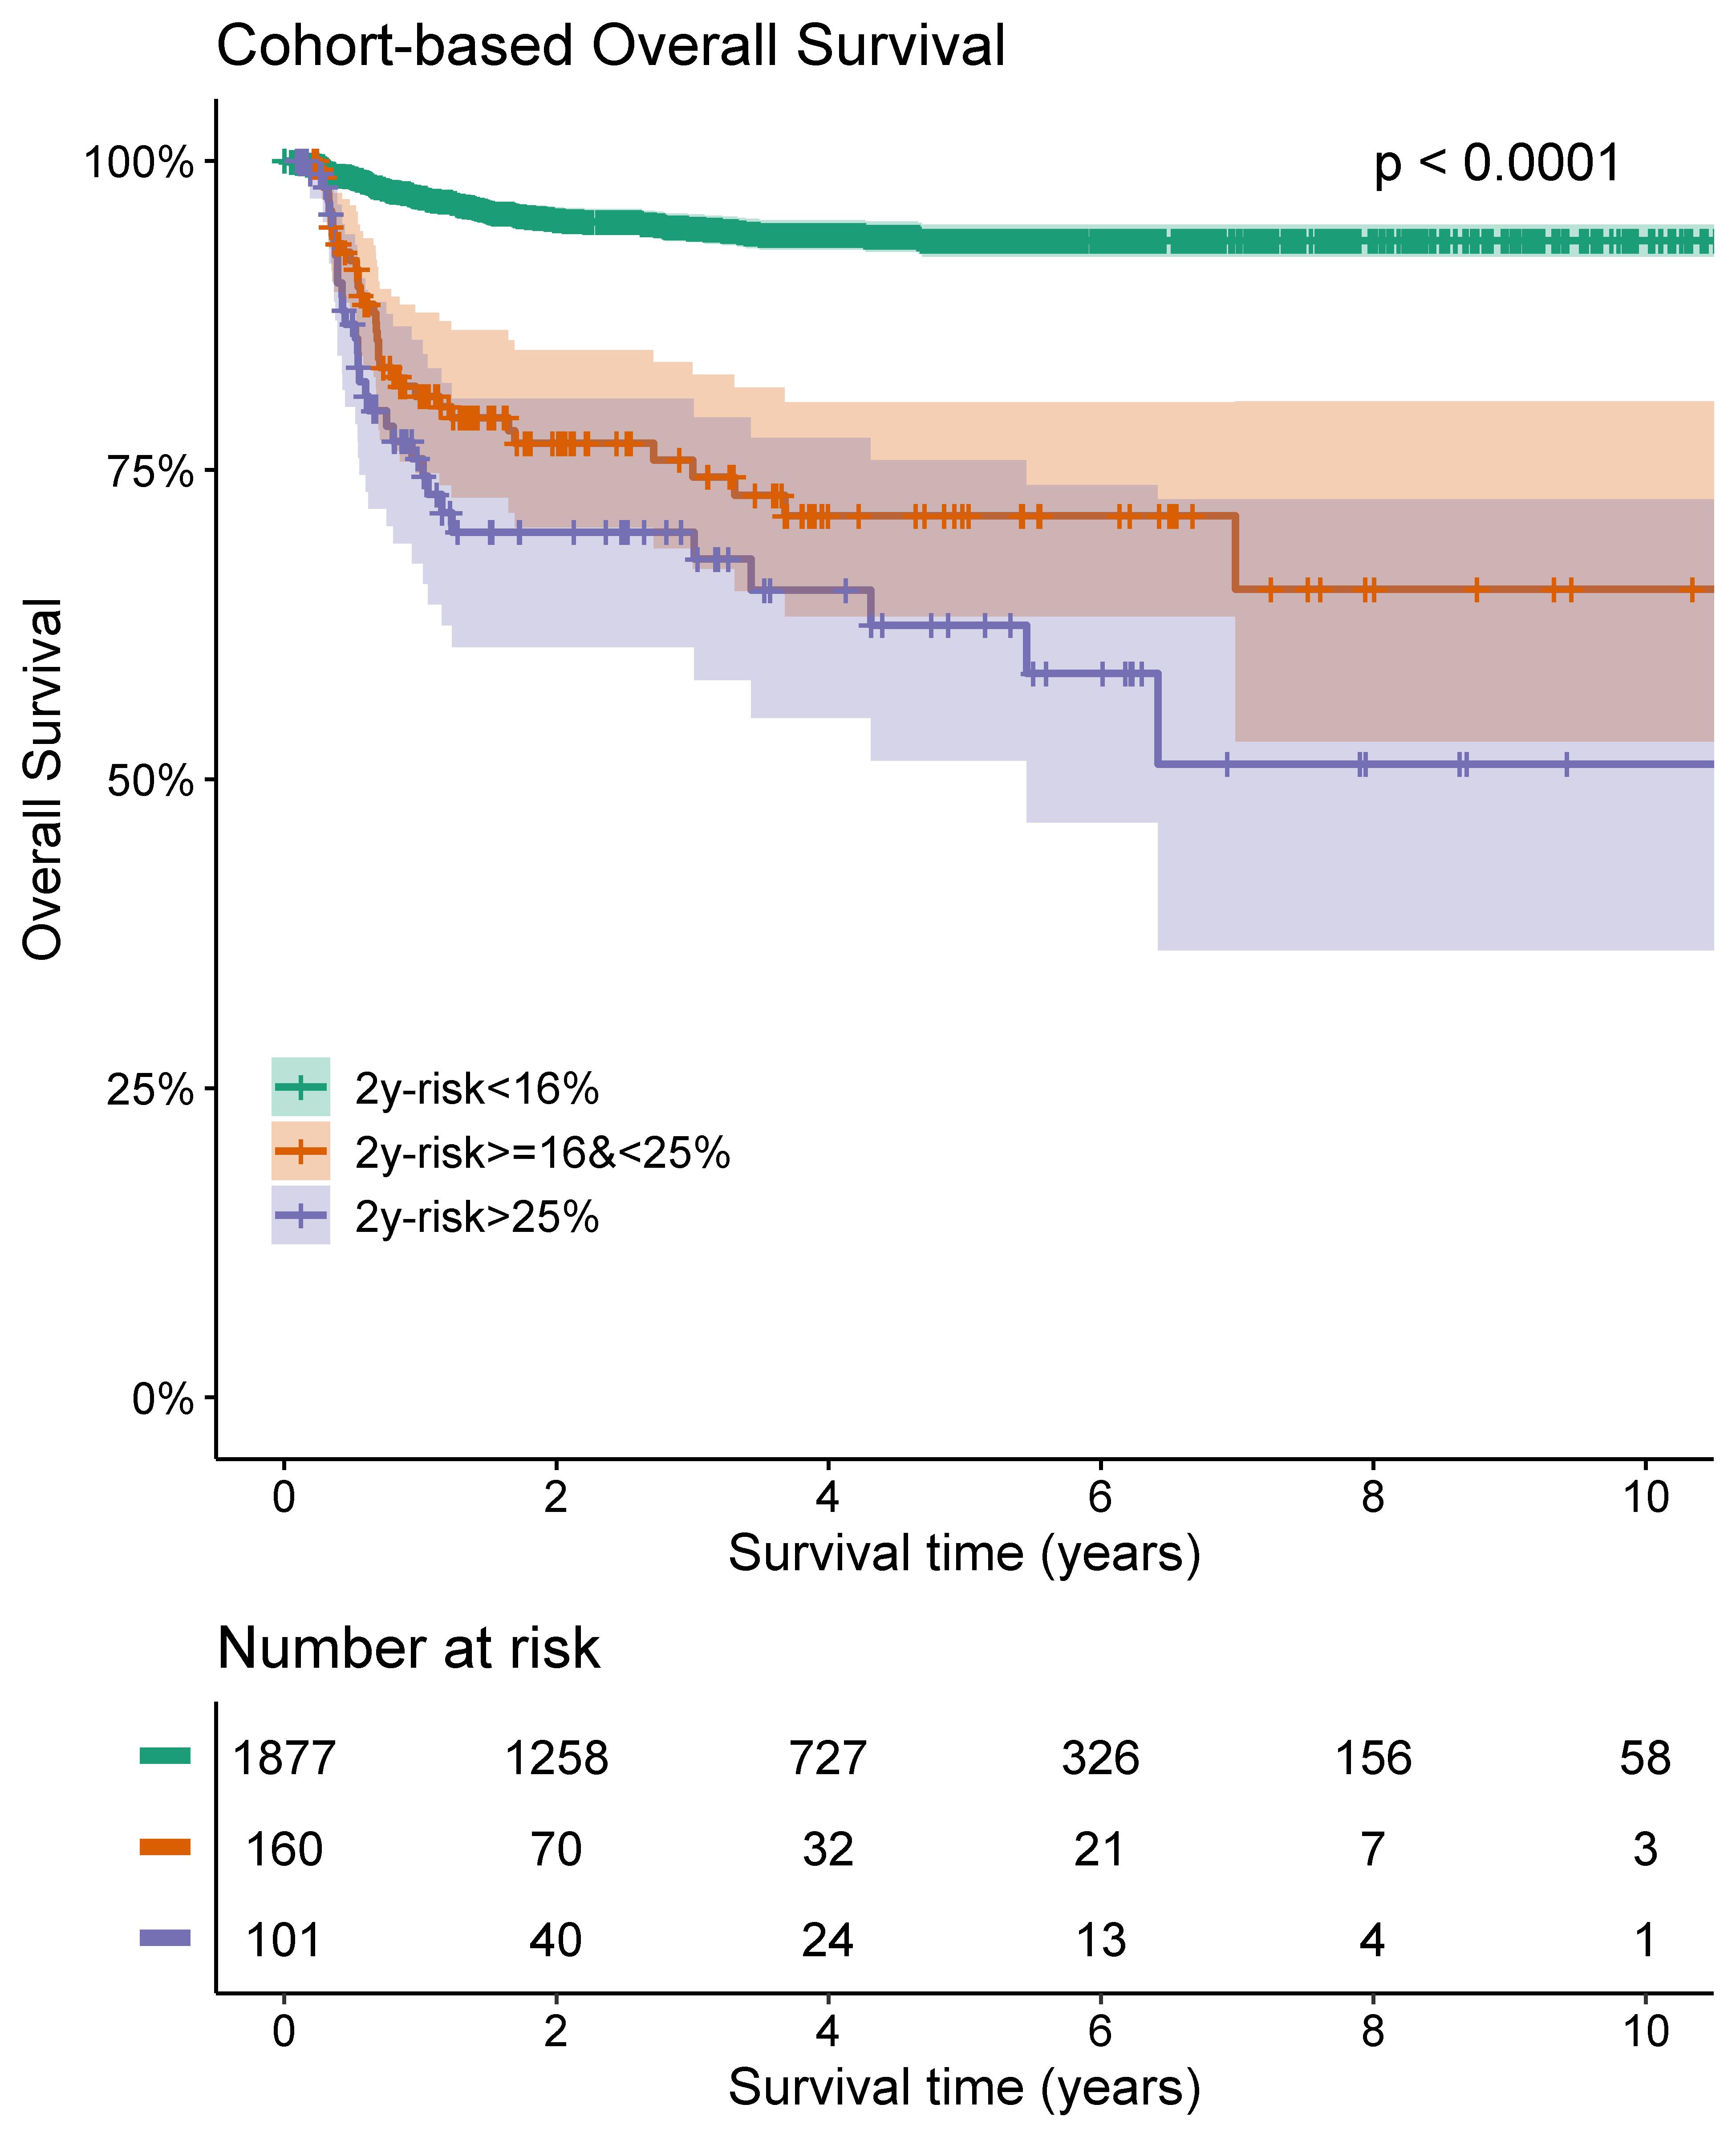 Cohort-based Overall Survival
p < 0.0001
100%
75%
50%
25%
0%
Overall Survival
2y-risk<16%
2y-risk>=16&<25%
2y-risk>25%
0 2 4 6 8 10
Survival time (years)
Number at risk
1877 1258 727 326 156 58
160 70 32 21 7 3
101 40 24 13 4 1
0 2 4 6 8 10
Survival time (years)